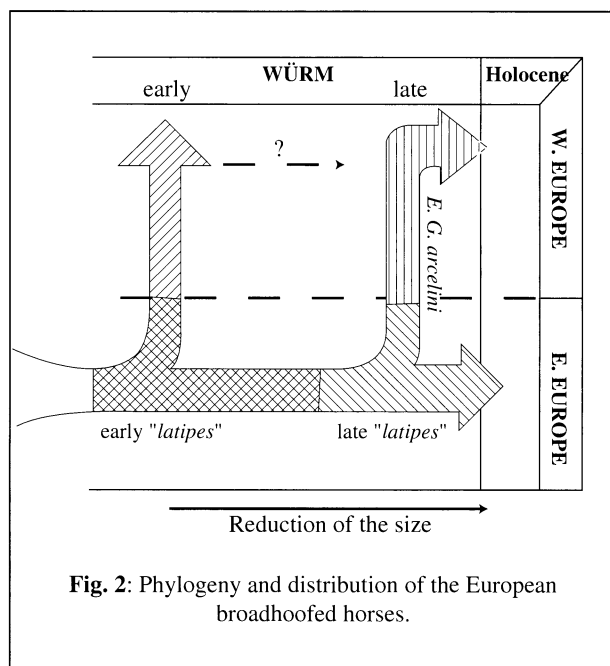 WÜRM
Holocene
early
late
?
W. EUROPE
E. G. arcelini
E. EUROPE
early "latipes"
late "latipes"
Reduction of the size
Fig. 2: Phylogeny and distribution of the European
broadhoofed horses.